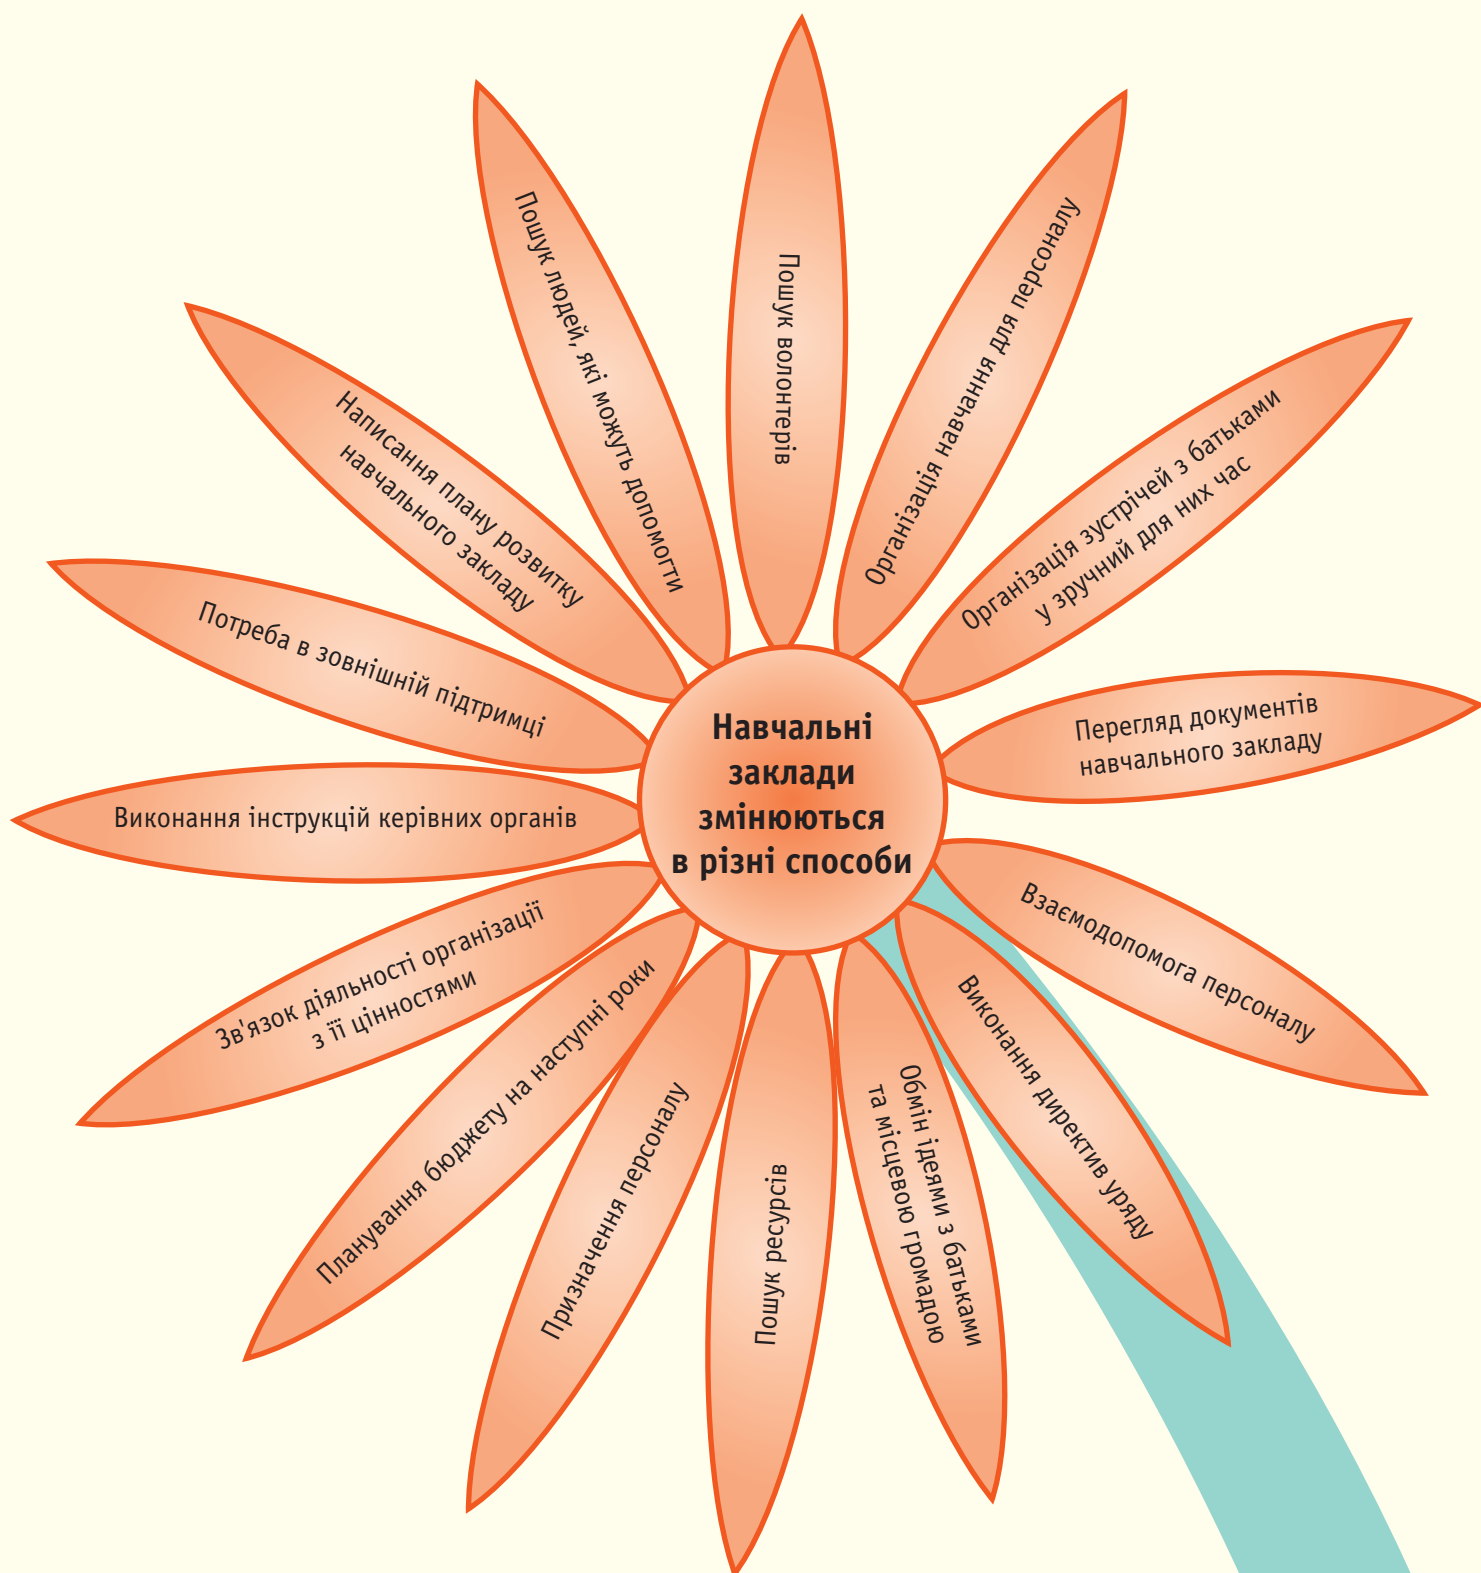 Пошук волонтерів
Організація навчання для персоналу
Організація зустрічей з батьками
у зручний для них час
Перегляд документів
навчального закладу
Взаємодопомога персоналу
Виконання директив уряду
Обмін ідеями з батьками
та місцевою громадою
Пошук ресурсів
Призначення персоналу
Планування бюджету на наступні роки
Зв'язок діяльності організації
з її цінностями
Виконання інструкцій керівних органів
Потреба в зовнішній підтримці
Написання плану розвитку
навчального закладу
Пошук людей, які можуть допомогти
Навчальні
заклади
змінюються
в різні способи